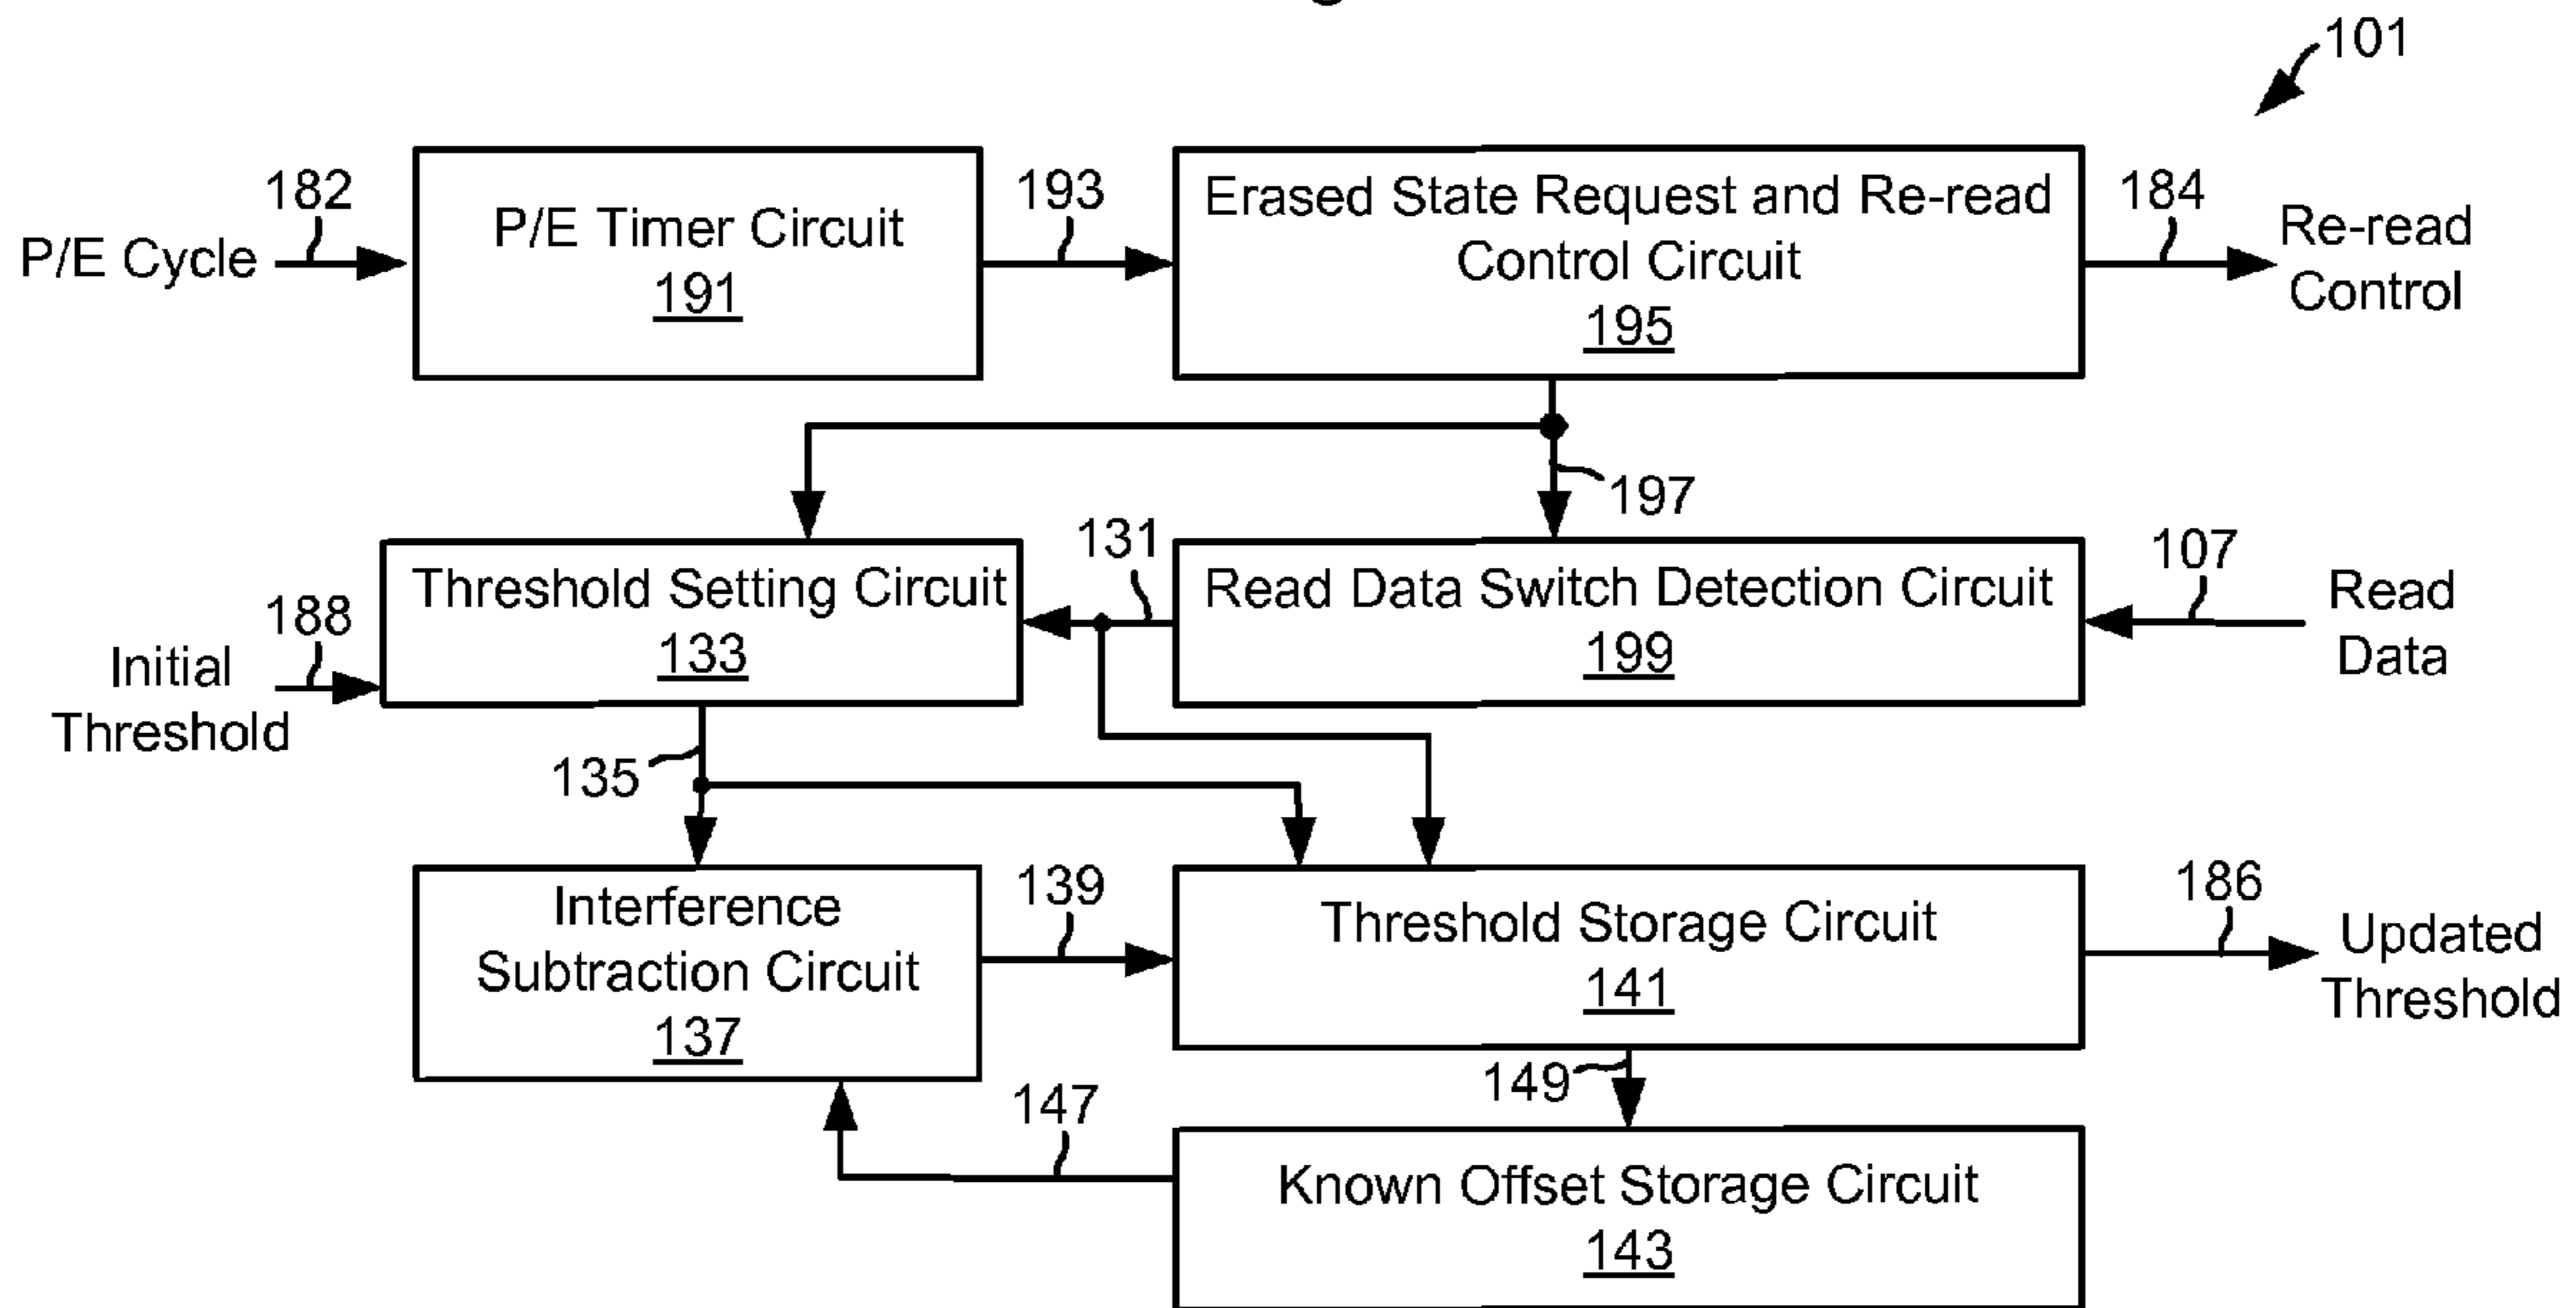 101
182
P/E Cycle
P/E Timer Circuit
191
193
Erased State Request and Re-read
Control Circuit
195
184
Re-read
Control
197
188
Initial
Threshold
Threshold Setting Circuit
133
131
Read Data Switch Detection Circuit
199
107
Read
Data
135
Interference
Subtraction Circuit
137
139
Threshold Storage Circuit
141
186
Updated
Threshold
149
147
Known Offset Storage Circuit
143